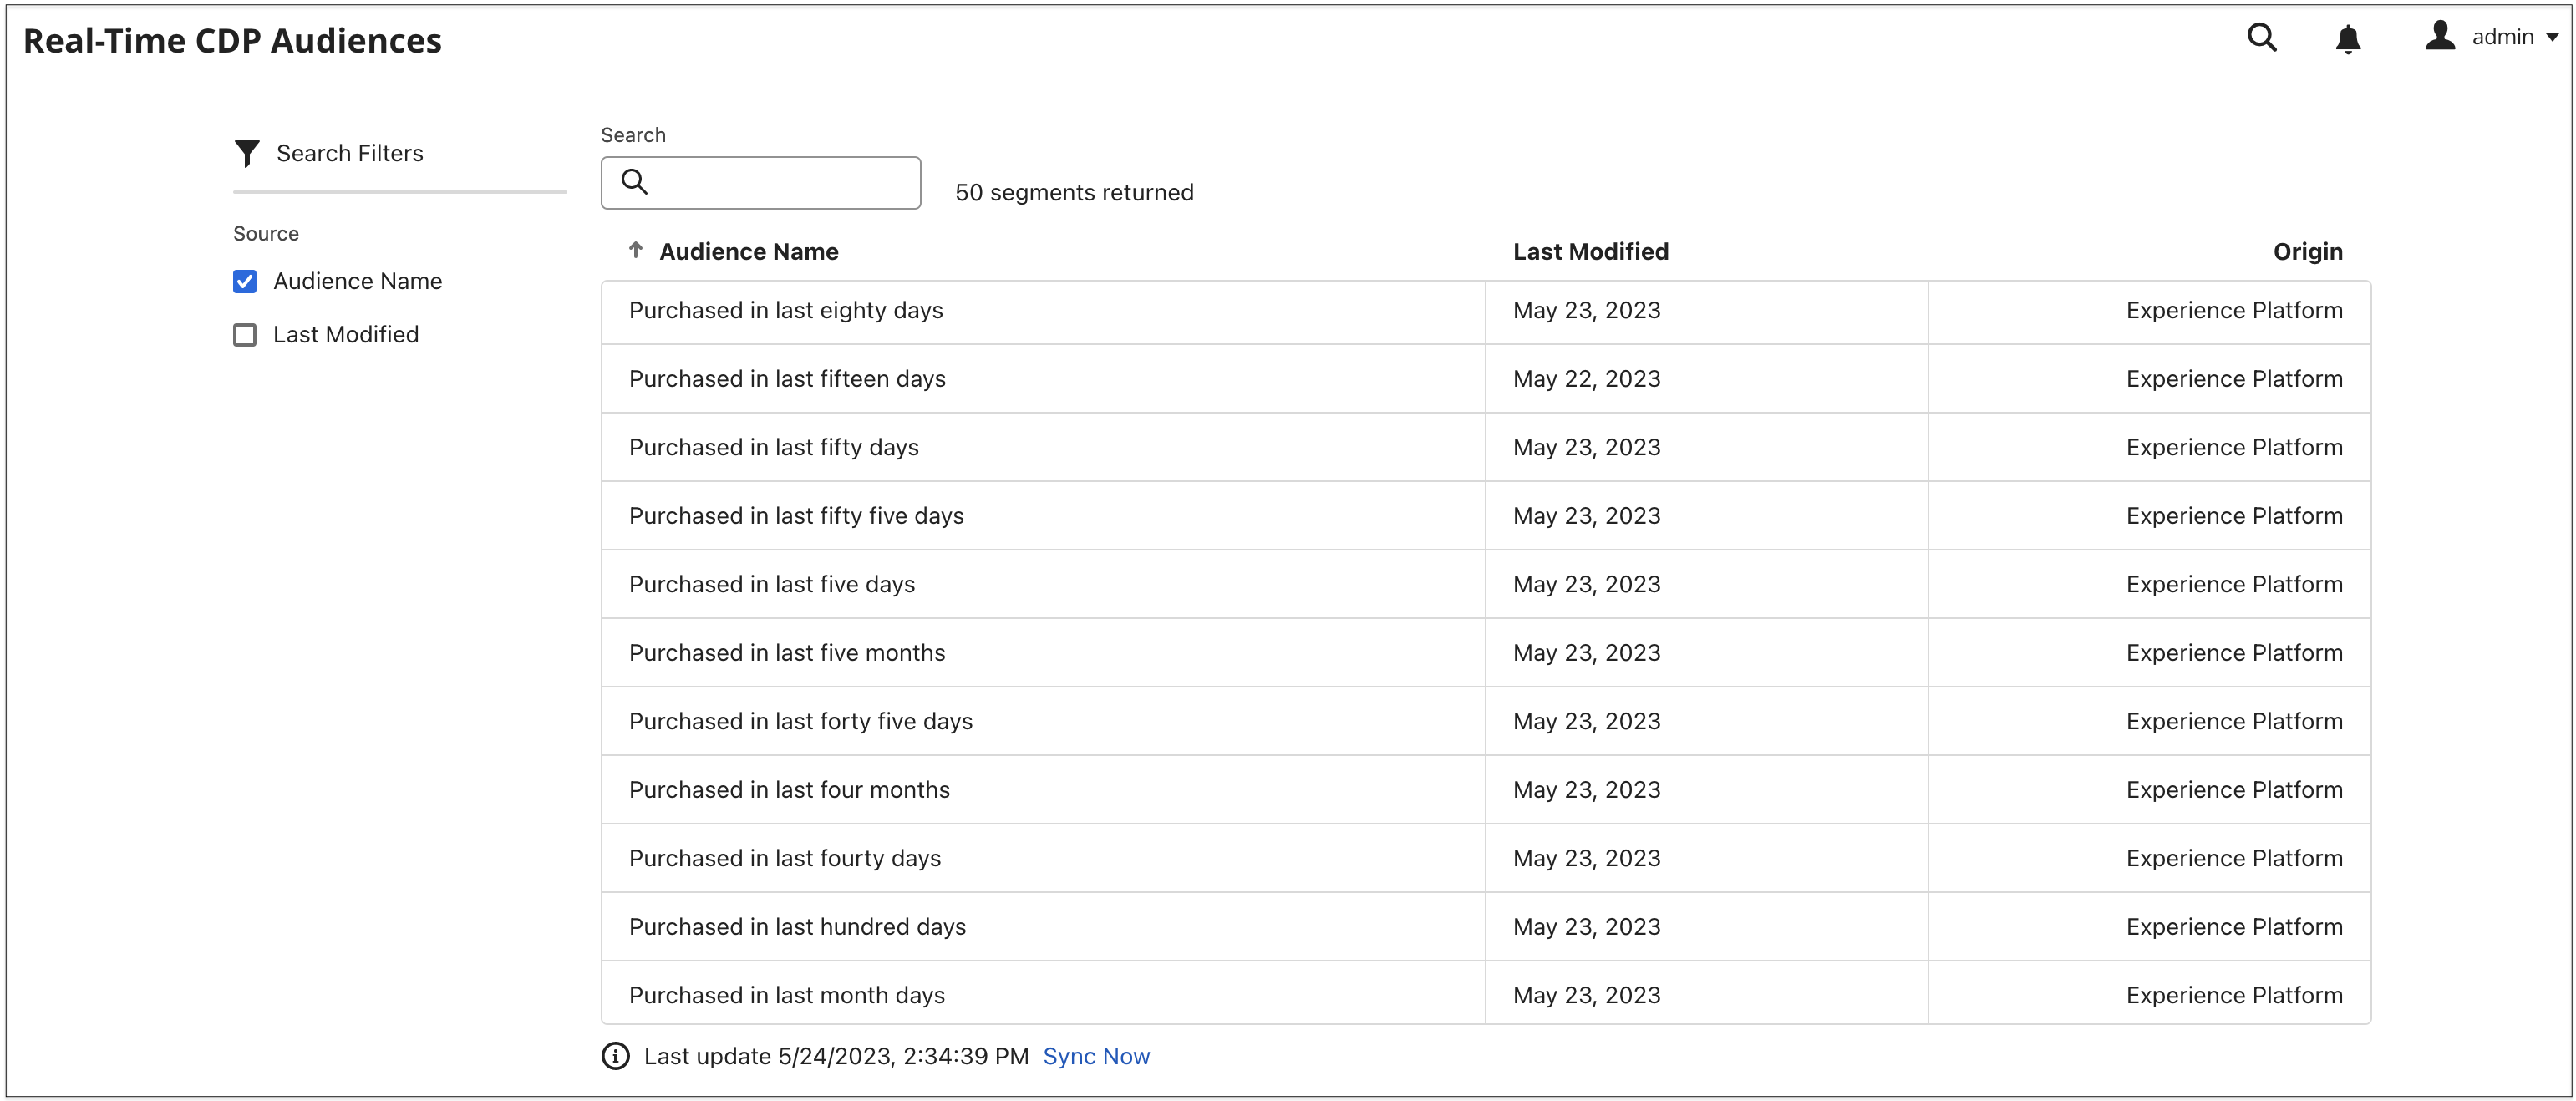 Real-Time CDP Audiences
admin
Search Filters
Source
Audience Name
Last Modified
Search
50 segments returned
Audience Name Last Modified Origin
Purchased in last eighty days May 23, 2023 Experience Platform
Purchased in last fifteen days May 22, 2023 Experience Platform
Purchased in last fifty days May 23, 2023 Experience Platform
Purchased in last fifty five days May 23, 2023 Experience Platform
Purchased in last five days May 23, 2023 Experience Platform
Purchased in last five months May 23, 2023 Experience Platform
Purchased in last forty five days May 23, 2023 Experience Platform
Purchased in last four months May 23, 2023 Experience Platform
Purchased in last fourty days May 23, 2023 Experience Platform
Purchased in last hundred days May 23, 2023 Experience Platform
Purchased in last month days May 23, 2023 Experience Platform
Last update 5/24/2023, 2:34:39 PM Sync Now